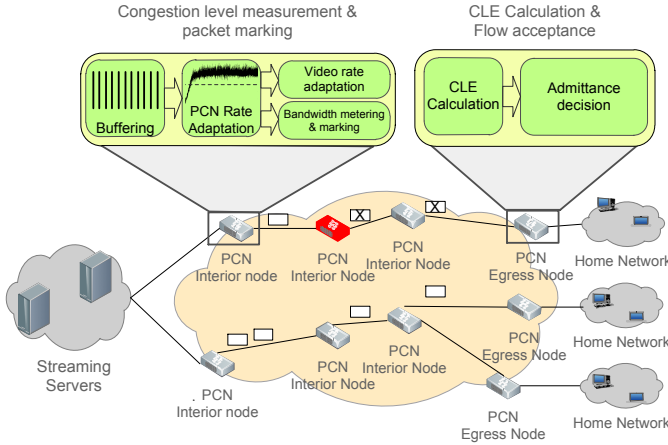 Congestion level measurement &
packet marking
CLE Calculation &
Flow acceptance
Buffering
PCN Rate
Adaptation
Video rate
adaptation
Bandwidth metering
& marking
CLE
Calculation
Admittance
decision
X
X
PCN
Interior node
PCN
Interior Node
PCN
Interior Node
PCN
Egress Node
Home Network
Streaming
Servers
. PCN
Interior node
PCN
Interior Node
PCN
Interior Node
PCN
Egress Node
Home Network
PCN
Egress Node
Home Network